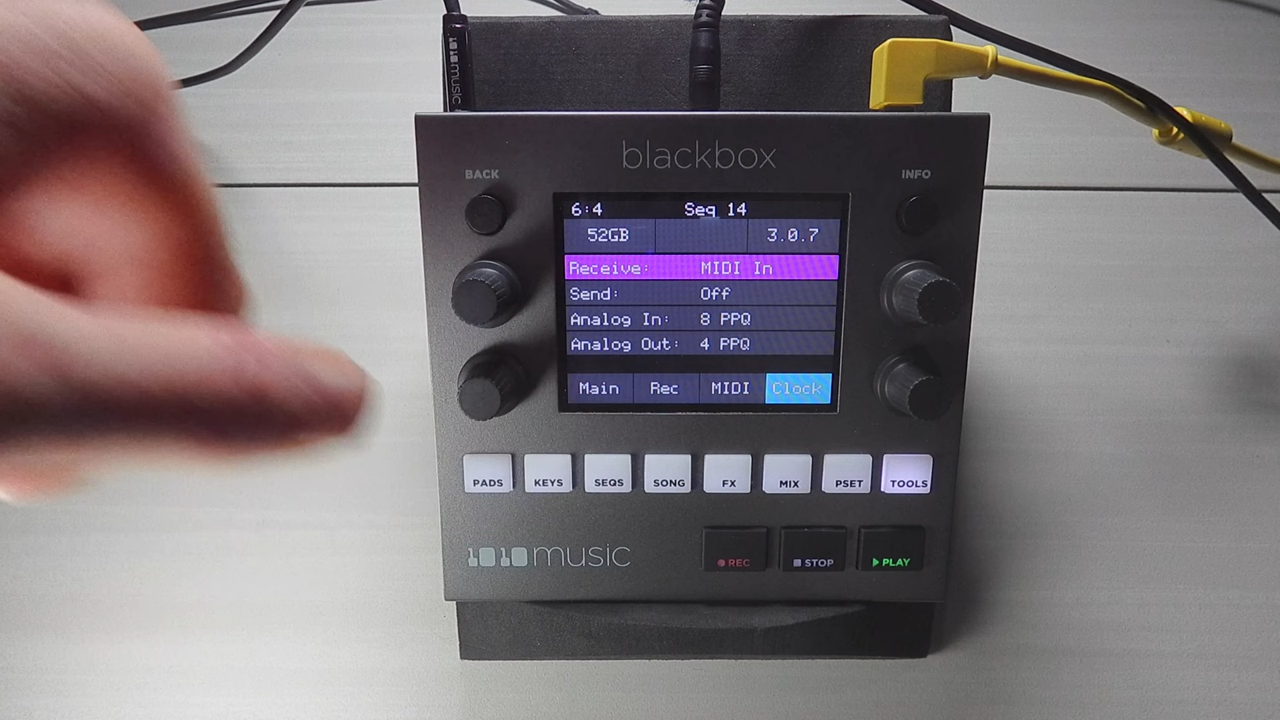 1010music
blackbox
BACK
INFO
6:4 Seq 14
52GB 3.0.7
Receive: MIDI In
Send: Off
Analog In: 8 PPQ
Analog Out: 4 PPQ
Main Rec MIDI Clock
PADS KEYS SEQS SONG FX MIX PSET TOOLS
1010music
REC STOP PLAY